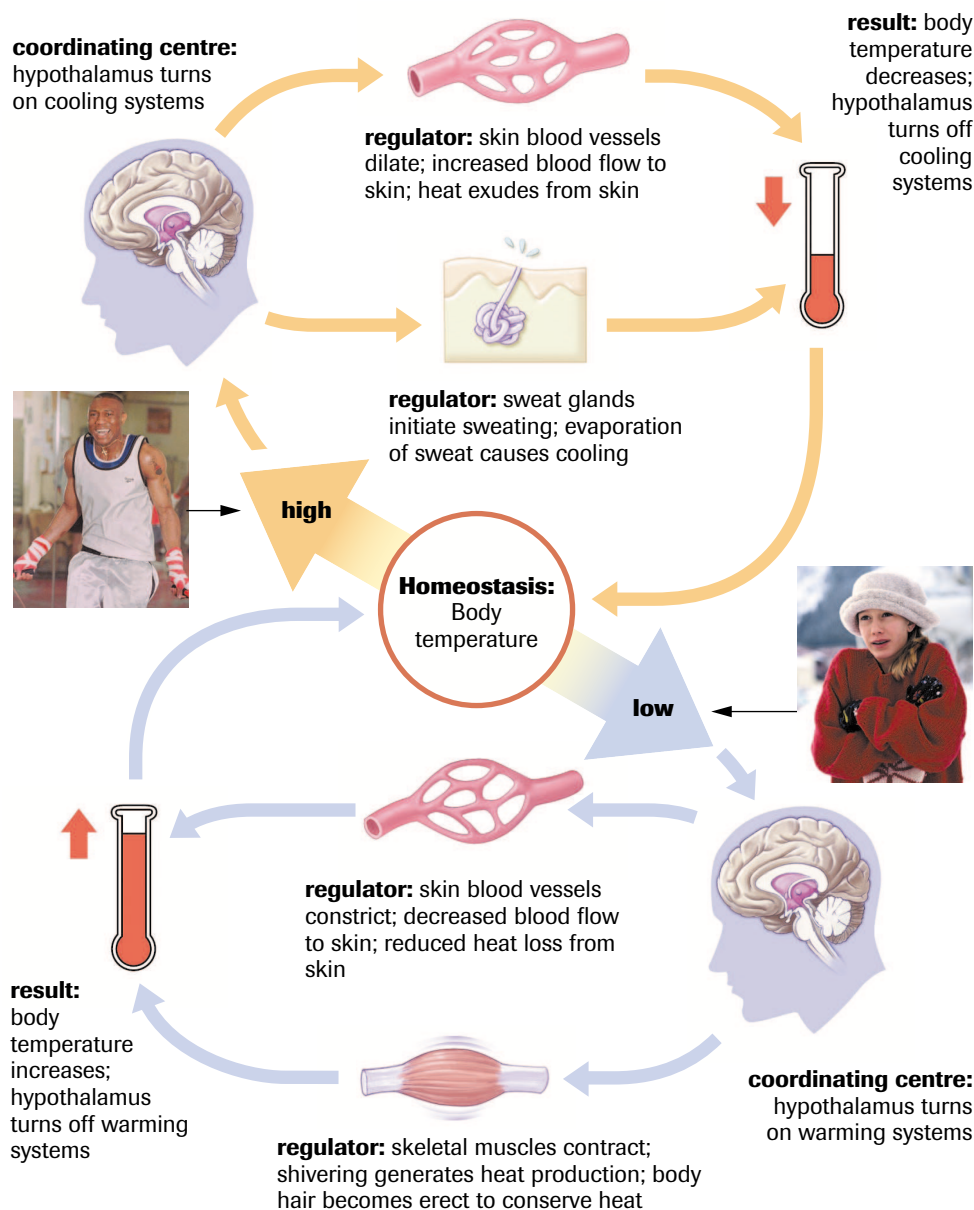 coordinating centre:
hypothalamus turns
on cooling systems
regulator: skin blood vessels
dilate; increased blood flow to
skin; heat exudes from skin
result: body
temperature
decreases;
hypothalamus
turns off
cooling
systems
regulator: sweat glands
initiate sweating; evaporation
of sweat causes cooling
high
Homeostasis:
Body
temperature
low
regulator: skin blood vessels
constrict; decreased blood flow
to skin; reduced heat loss from
skin
result:
body
temperature
increases;
hypothalamus
turns off warming
systems
coordinating centre:
hypothalamus turns
on warming systems
regulator: skeletal muscles contract;
shivering generates heat production; body
hair becomes erect to conserve heat